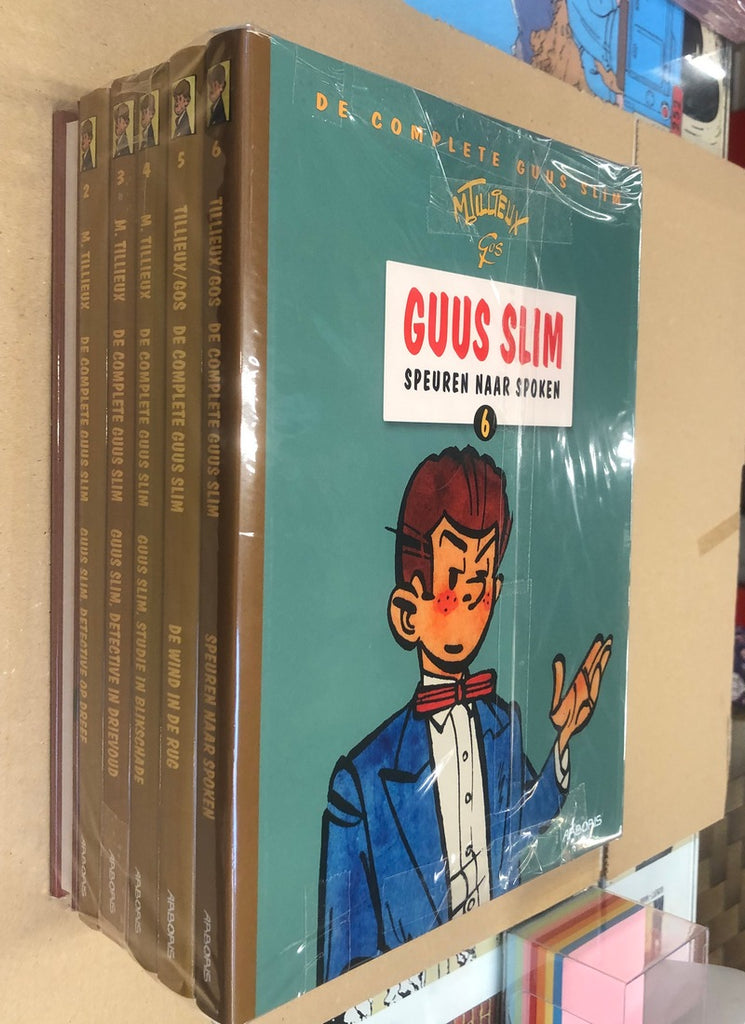 2 M. TILLIEUX DE COMPLETE GUUS SLIM GUUS SLIM, DETECTIVE OP DREEF ARBORIS
3 M. TILLIEUX DE COMPLETE GUUS SLIM GUUS SLIM, DETECTIVE IN DRIEVOUD ARBORIS
4 M. TILLIEUX DE COMPLETE GUUS SLIM GUUS SLIM, STUDIE IN BIJNSCHADE ARBORIS
5 TILLIEUX/GOS DE COMPLETE GUUS SLIM DE WIND IN DE RUG ARBORIS
6 TILLIEUX/GOS DE COMPLETE GUUS SLIM SPEUREN NAAR SPOKEN ARBORIS
DE COMPLETE GUUS SLIM
M. TILLIEUX
GOS
GUUS SLIM
SPEUREN NAAR SPOKEN
6
ARBORIS